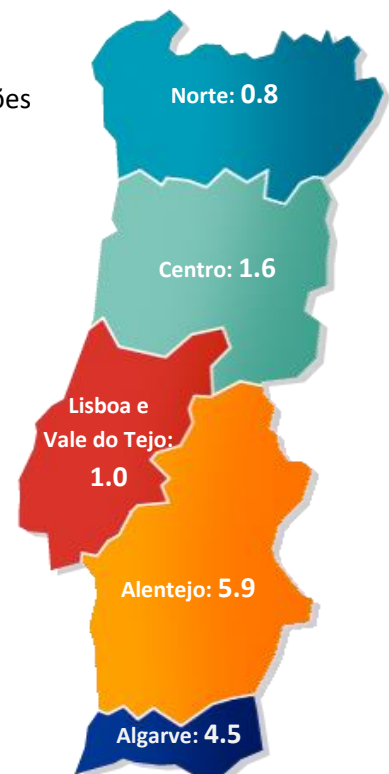 Norte: 0.8
Centro: 1.6
Lisboa e
Vale do Tejo:
1.0
Alentejo: 5.9
Algarve: 4.5